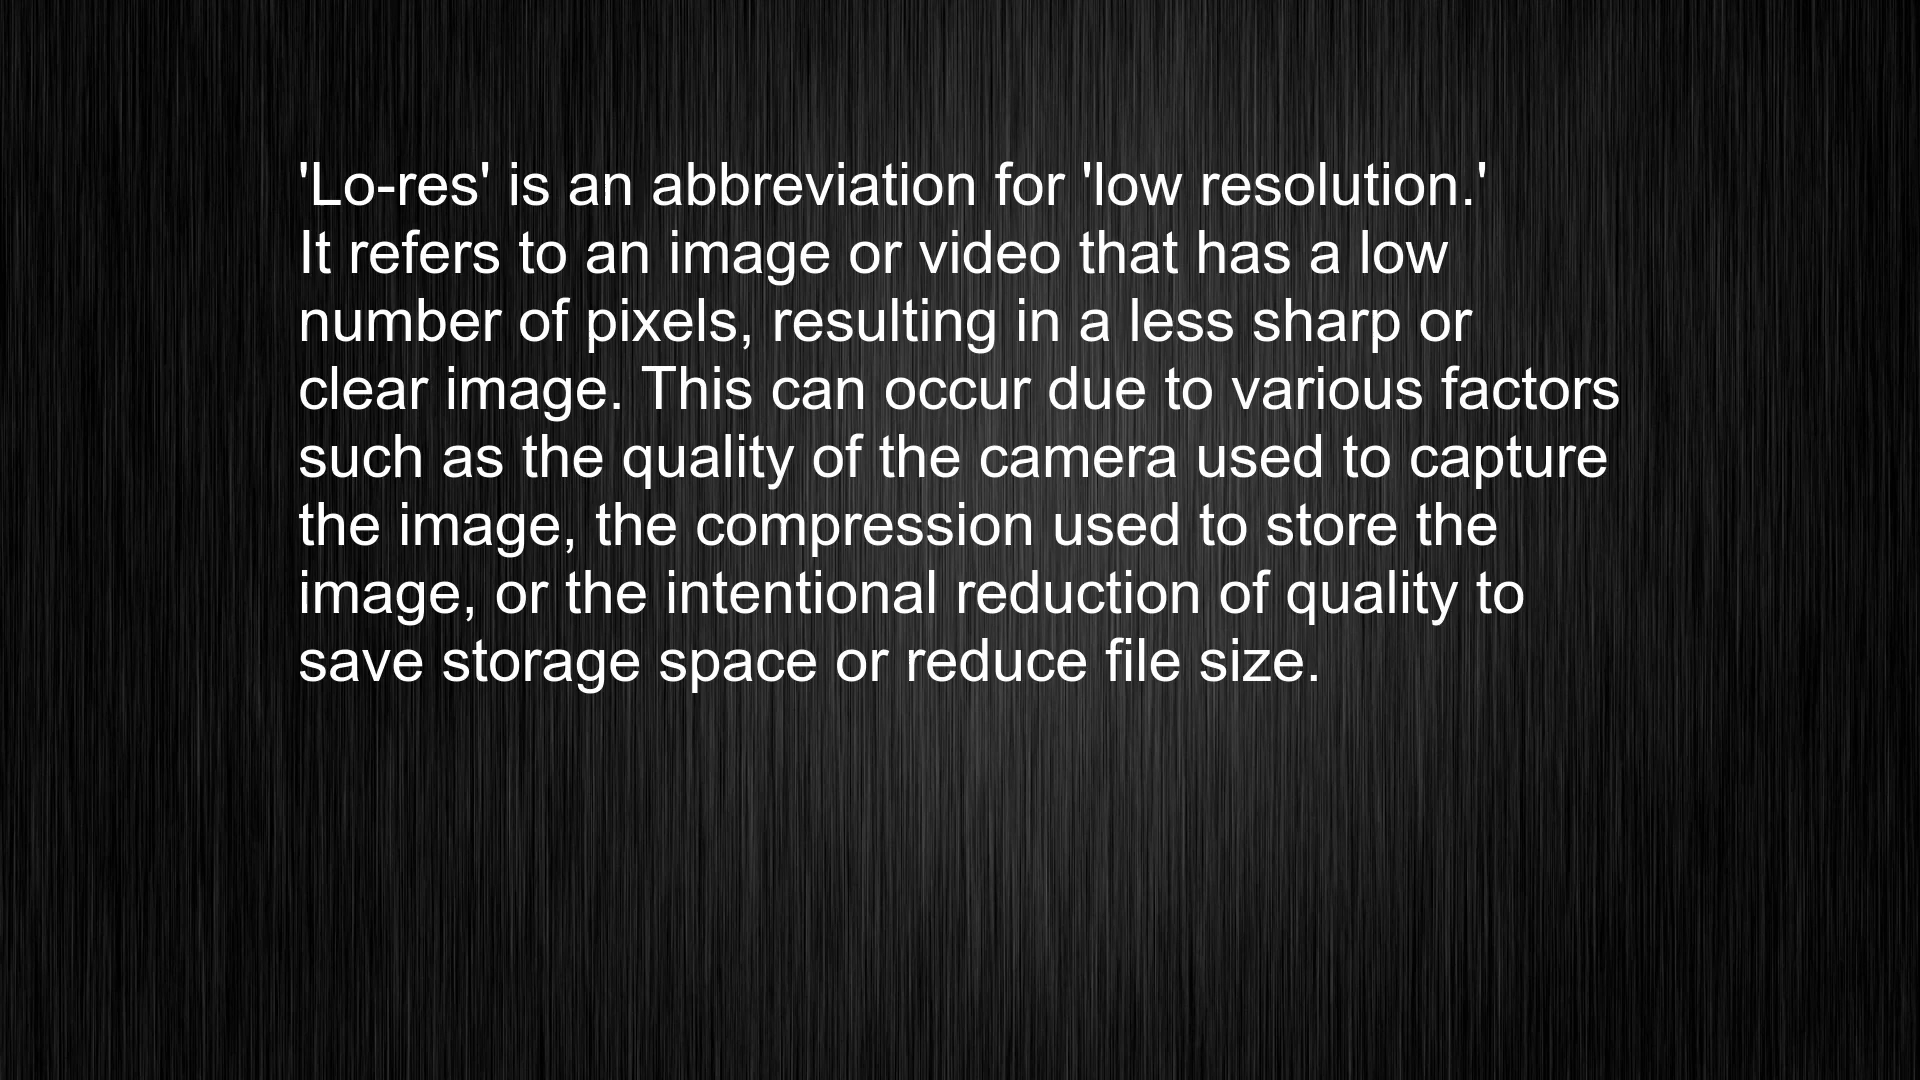 'Lo-res' is an abbreviation for 'low resolution.'
It refers to an image or video that has a low
number of pixels, resulting in a less sharp or
clear image. This can occur due to various factors
such as the quality of the camera used to capture
the image, the compression used to store the
image, or the intentional reduction of quality to
save storage space or reduce file size.